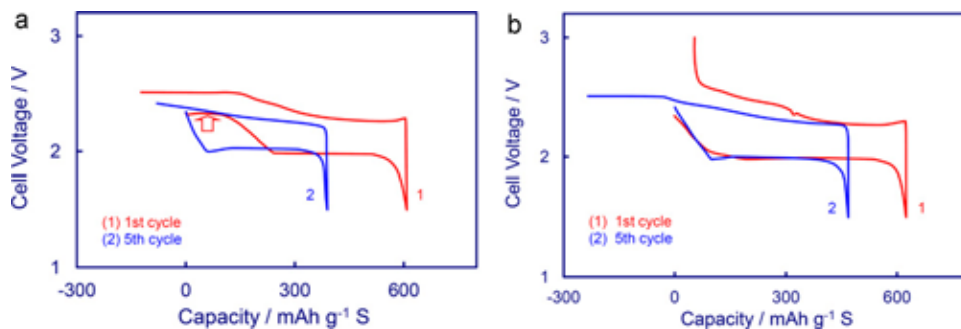 a
3
2
1
Cell Voltage / V
2
1
(1) 1st cycle
(2) 5th cycle
-300
0
300
600
Capacity / mAh g⁻¹ S
b
3
2
1
Cell Voltage / V
2
1
(1) 1st cycle
(2) 5th cycle
-300
0
300
600
Capacity / mAh g⁻¹ S